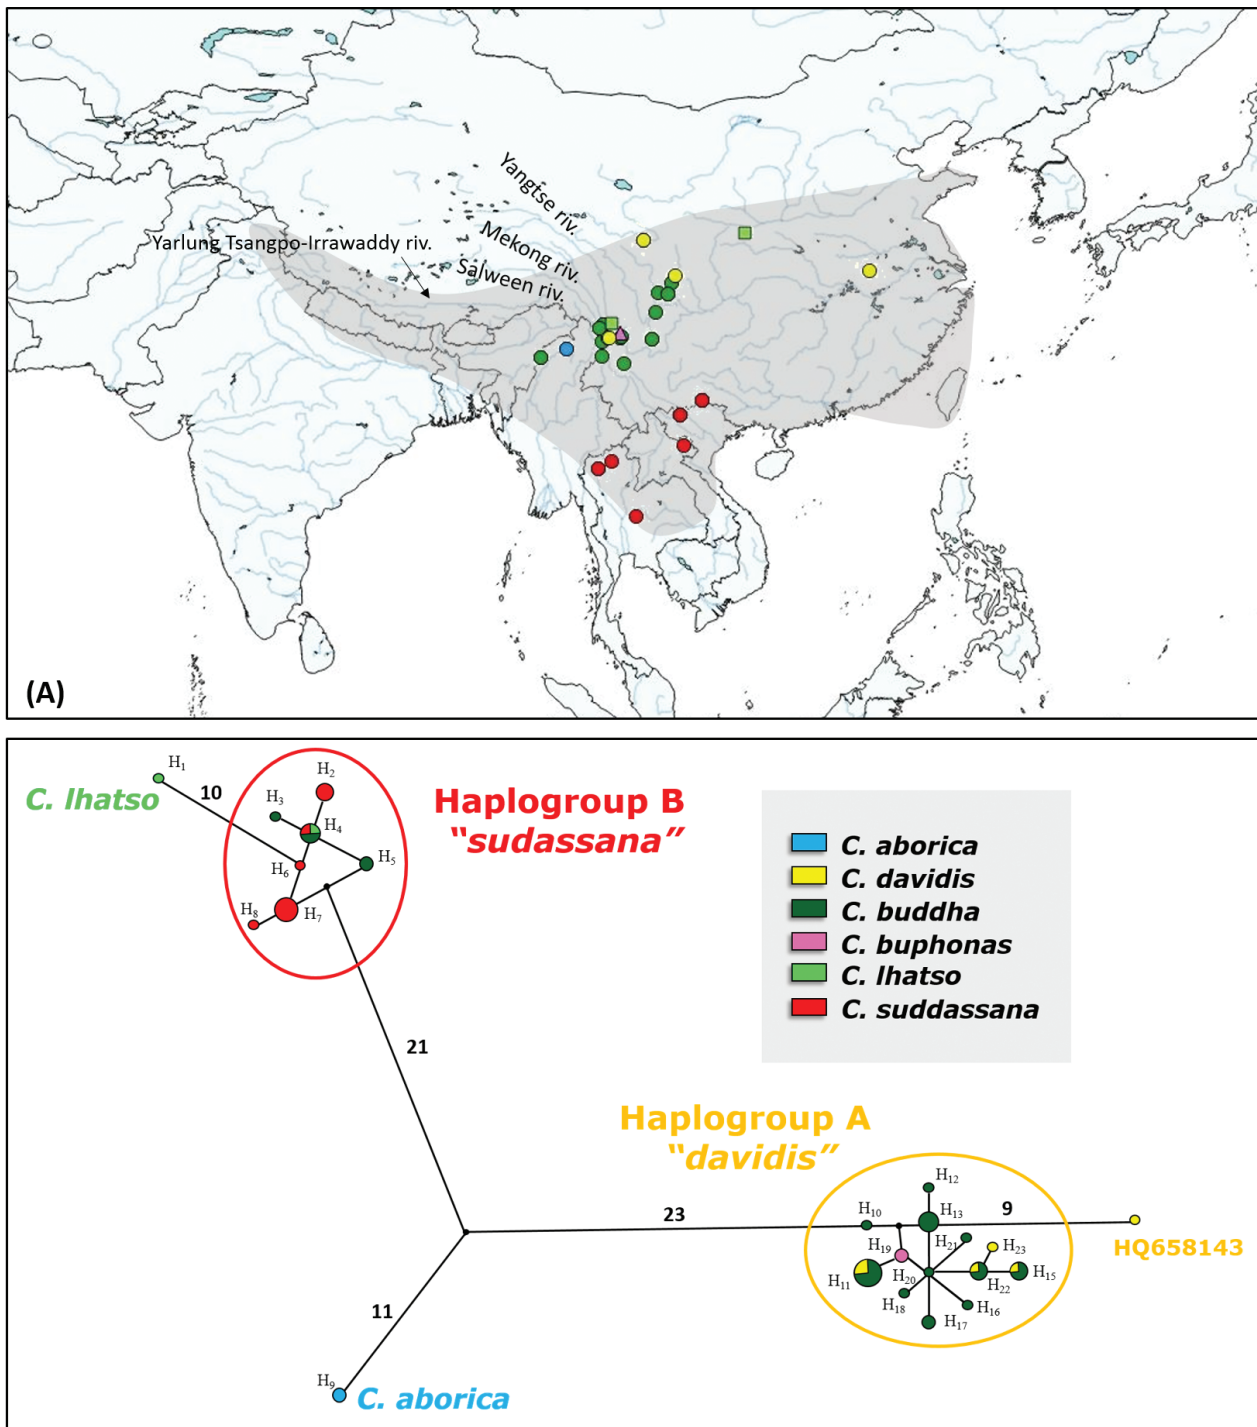 Yangtse riv.
Mekong riv.
Yarlung Tsangpo-Irrawaddy riv.
Salween riv.
(A)
H1
C. lhatso
10
H2
H3
H4
H5
H6
H7
H8
Haplogroup B
“sudassana”
C. aborica
C. davidis
C. buddha
C. buphonas
C. lhatso
C. suddassana
21
Haplogroup A
“davidis”
23
9
H12
H10
H13
H21
H19
H23
HQ658143
H11
H20
H22
H15
H18
H16
H17
11
H9
C. aborica